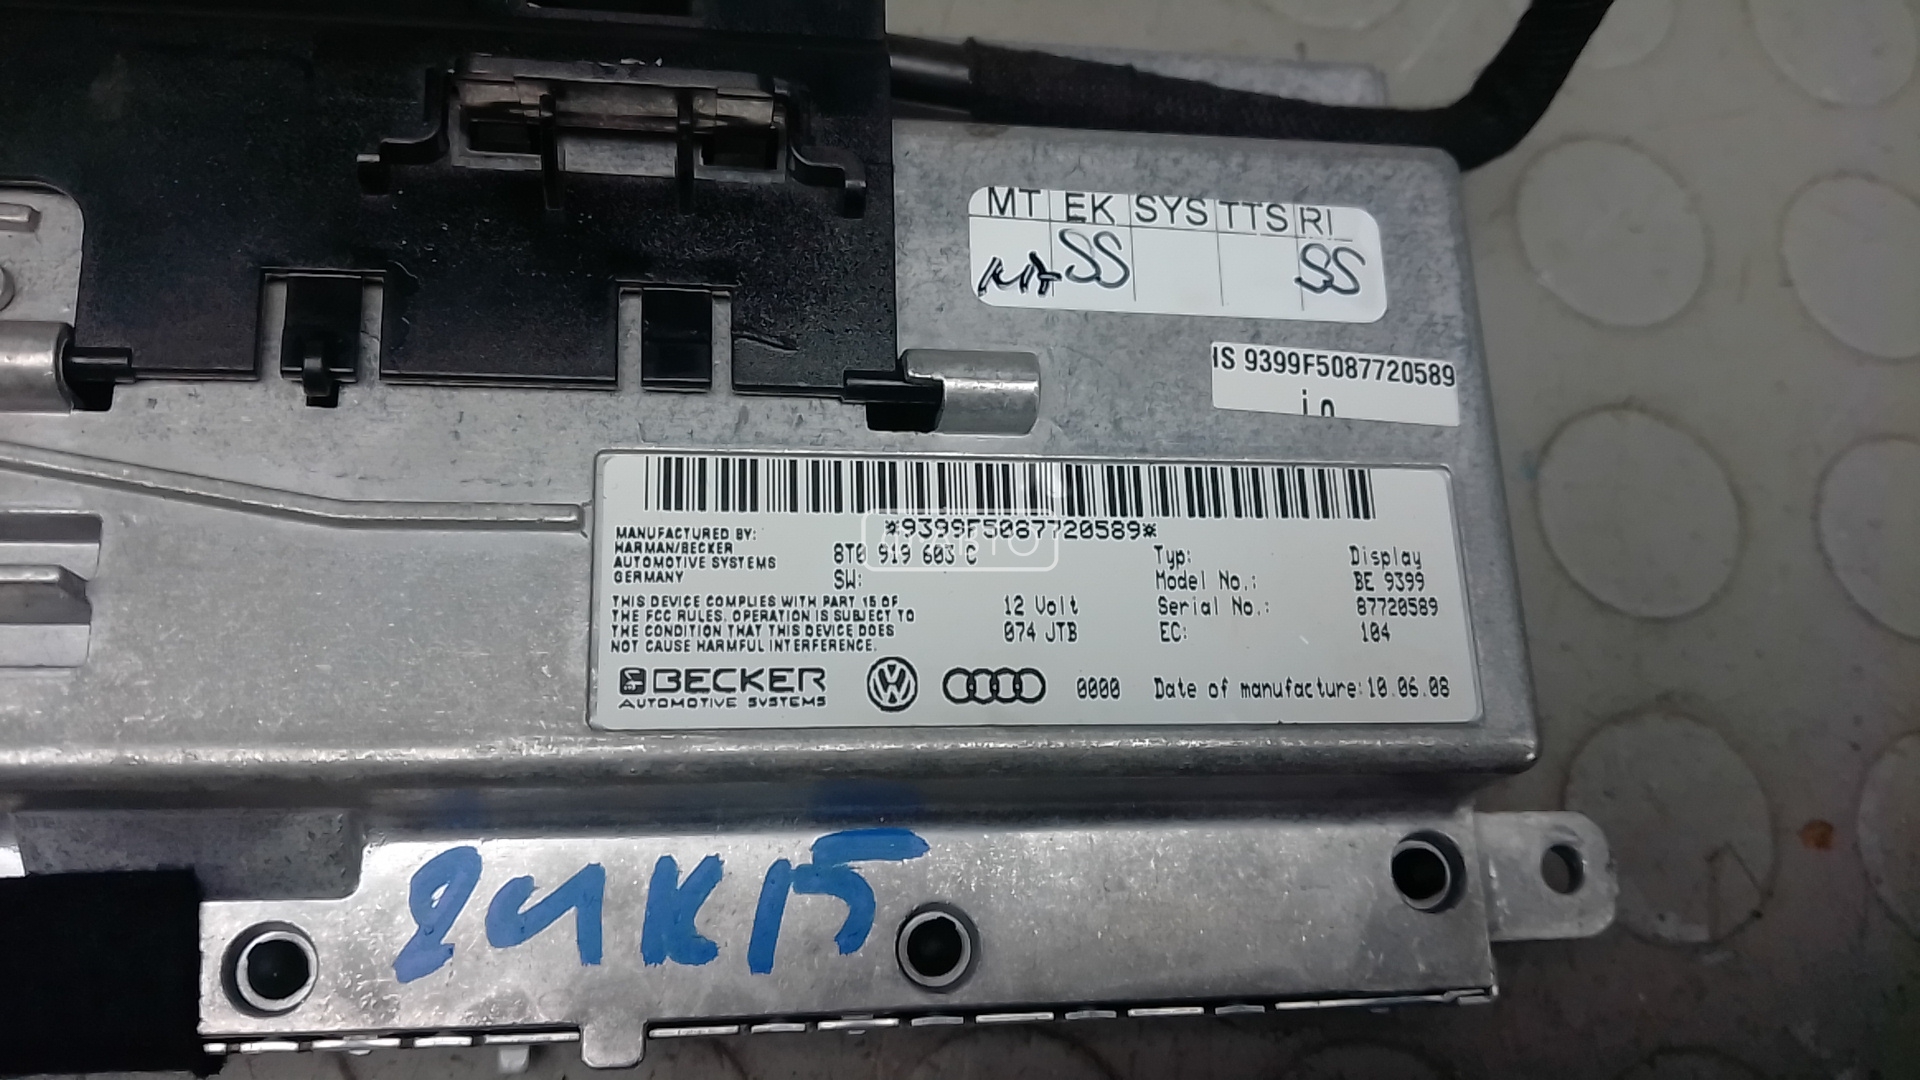 MT EK SYS TTS RI
SS SS
IS 9399F5087720589
*9399F5087720589*
MANUFACTURED BY:
HARMAN/BECKER
AUTOMOTIVE SYSTEMS
GERMANY
8T0 919 603 C
SW:
Typ: Display
Model No.: BE 9399
THIS DEVICE COMPLIES WITH PART 15 OF
THE FCC RULES. OPERATION IS SUBJECT TO
THE CONDITION THAT THIS DEVICE DOES
NOT CAUSE HARMFUL INTERFERENCE.
12 Volt
074 JTB
Serial No.: 87720589
EC: 104
BECKER
AUTOMOTIVE SYSTEMS
0000 Date of manufacture:10.06.08